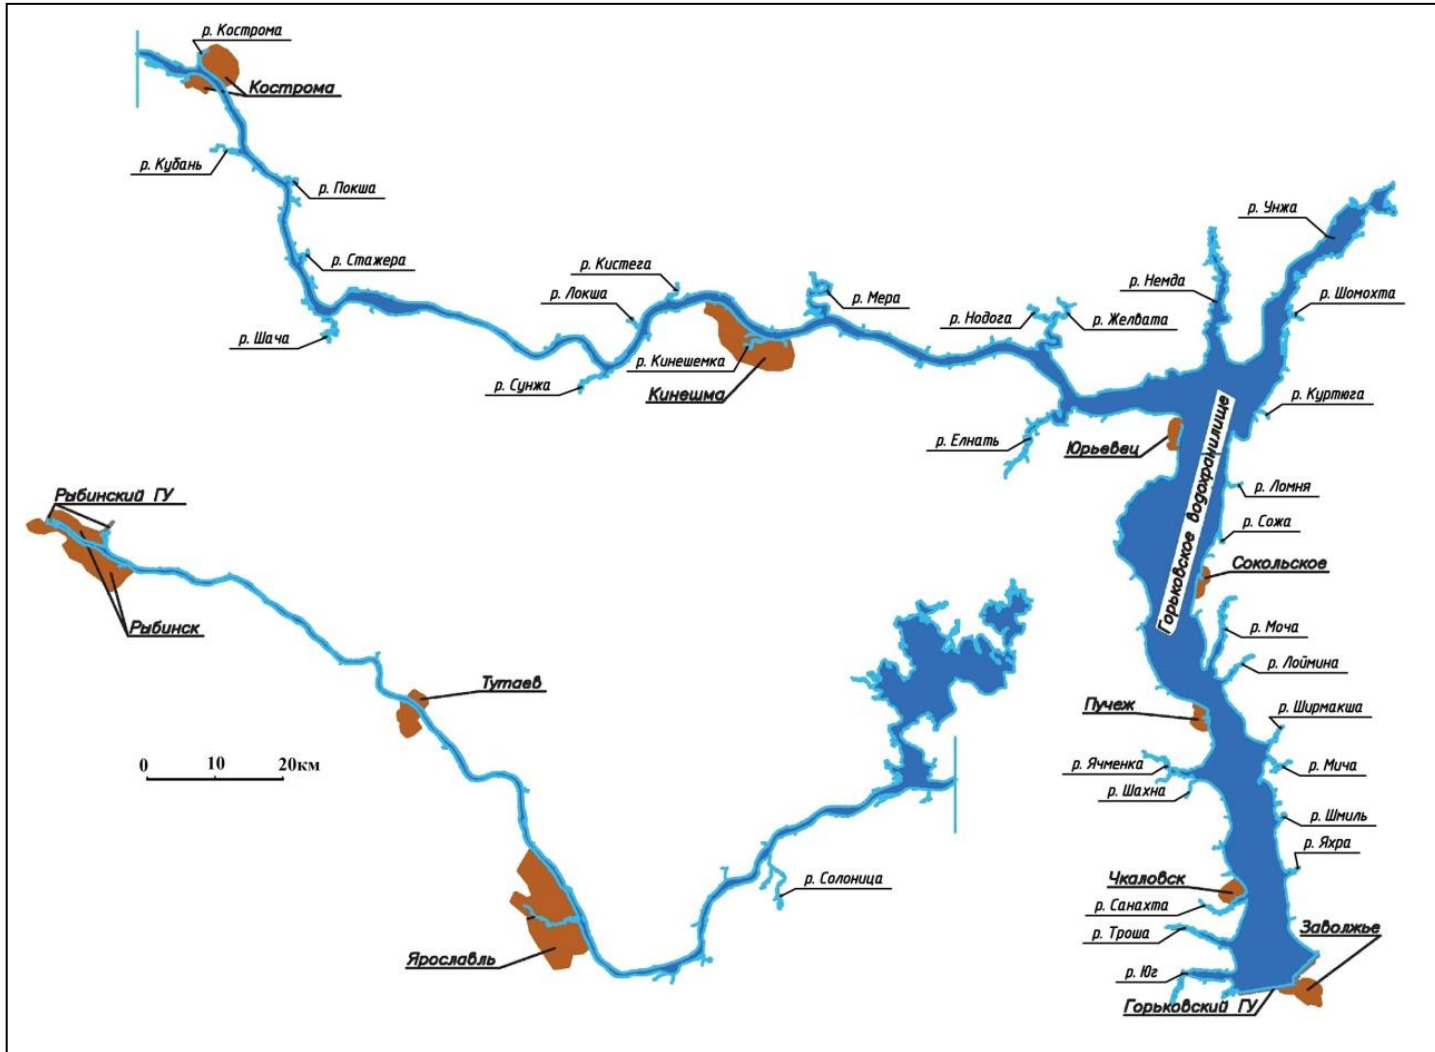 р. Кострома
Кострома
р. Кубань
р. Покша
р. Стажера
р. Шача
р. Кистега
р. Локша
р. Сунжа
р. Кинешемка
Кинешма
р. Мера
р. Нодога
р. Желвата
р. Елнать
р. Немда
р. Унжа
р. Шомохта
р. Куртюга
Юрьевец
Горьковское водохранилище
р. Ломня
р. Сожа
Сокольское
р. Моча
р. Лоймина
Пучеж
р. Ширмакша
р. Ячменка
р. Мича
р. Шахна
р. Шмиль
р. Яхра
Чкаловск
р. Санахта
р. Троша
Заволжье
р. Юг
Горьковский ГУ
Рыбинский ГУ
Рыбинск
Тутаев
0 10 20км
р. Солоница
Ярославль